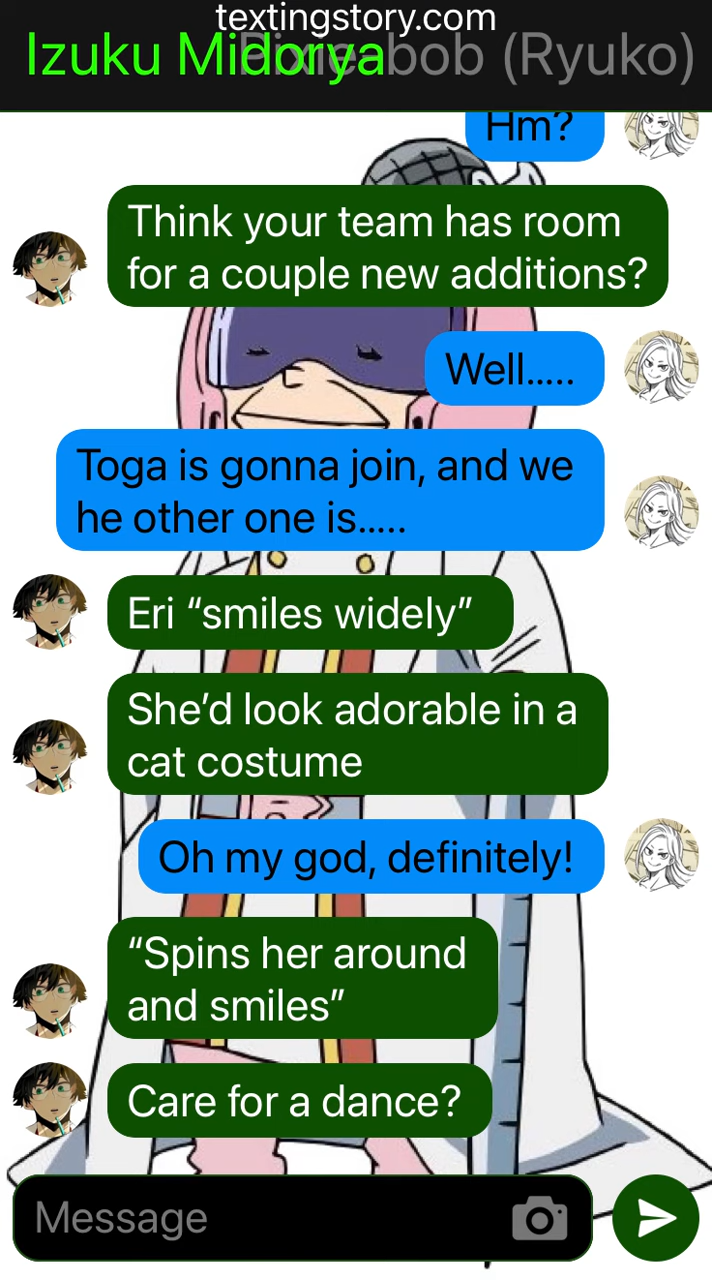 textingstory.com
Izuku Midorya
Pixie-bob (Ryuko)
Hm?
Think your team has room
for a couple new additions?
Well.....
Toga is gonna join, and we
he other one is.....
Eri “smiles widely”
She’d look adorable in a
cat costume
Oh my god, definitely!
“Spins her around
and smiles”
Care for a dance?
Message